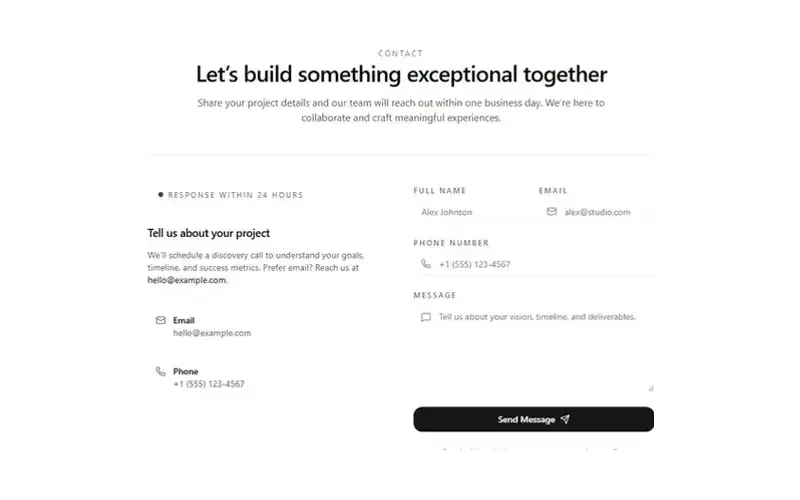 CONTACT
Let's build something exceptional together
Share your project details and our team will reach out within one business day. We're here to
collaborate and craft meaningful experiences.
RESPONSE WITHIN 24 HOURS
Tell us about your project
We'll schedule a discovery call to understand your goals,
timeline, and success metrics. Prefer email? Reach us at
hello@example.com.
Email
hello@example.com
Phone
+1 (555) 123-4567
FULL NAME
EMAIL
Alex Johnson
alex@studio.com
PHONE NUMBER
+1 (555) 123-4567
MESSAGE
Tell us about your vision, timeline, and deliverables.
Send Message